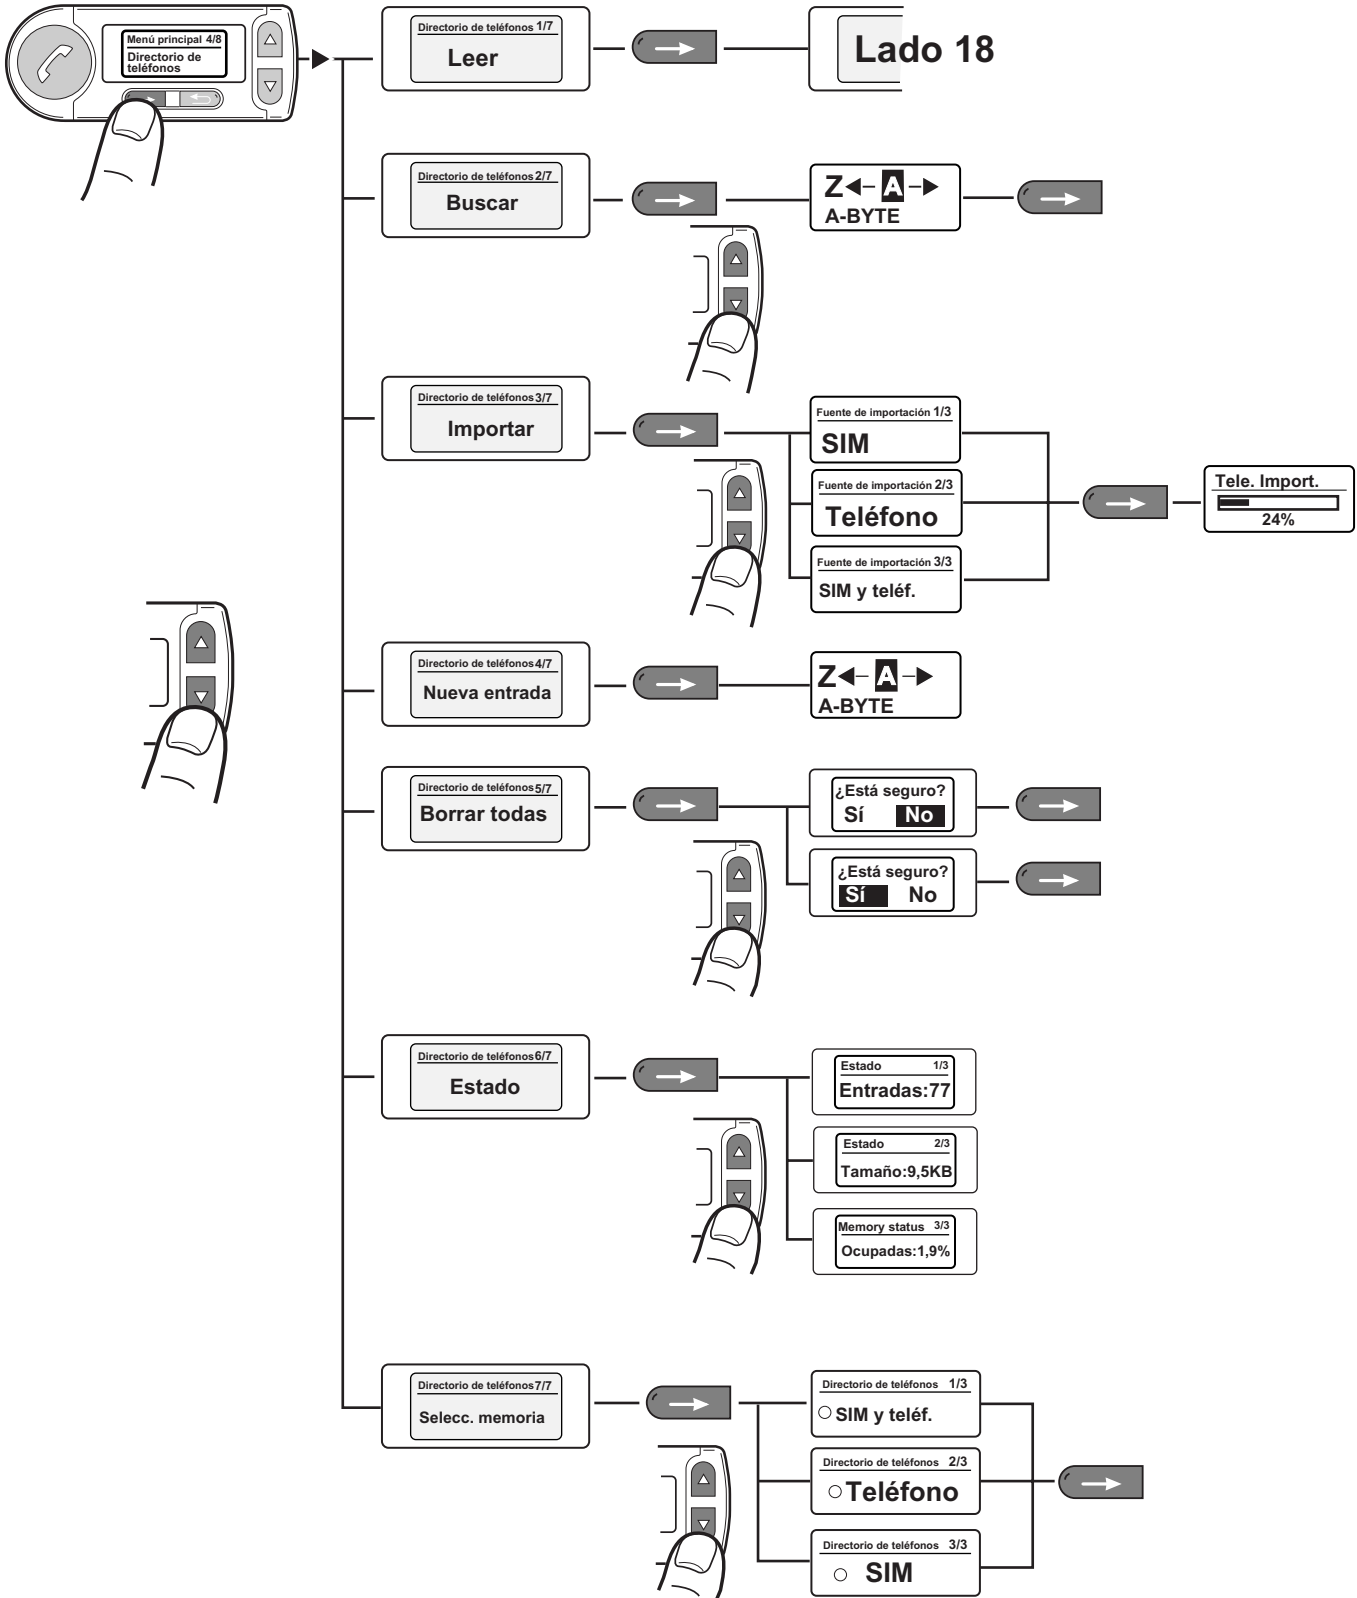 Menú principal 4/8
Directorio de
teléfonos
Directorio de teléfonos 1/7
Leer
Lado 18
Directorio de teléfonos 2/7
Buscar
Z A
A-BYTE
Directorio de teléfonos 3/7
Importar
Fuente de importación 1/3
SIM
Fuente de importación 2/3
Teléfono
Fuente de importación 3/3
SIM y teléf.
Tele. Import.
24%
Directorio de teléfonos 4/7
Nueva entrada
Z A
A-BYTE
Directorio de teléfonos 5/7
Borrar todas
¿Está seguro?
Sí No
¿Está seguro?
Sí No
Directorio de teléfonos 6/7
Estado
Estado 1/3
Entradas:77
Estado 2/3
Tamaño:9,5KB
Memory status 3/3
Ocupadas:1,9%
Directorio de teléfonos 7/7
Selecc. memoria
Directorio de teléfonos 1/3
SIM y teléf.
Directorio de teléfonos 2/3
Teléfono
Directorio de teléfonos 3/3
SIM